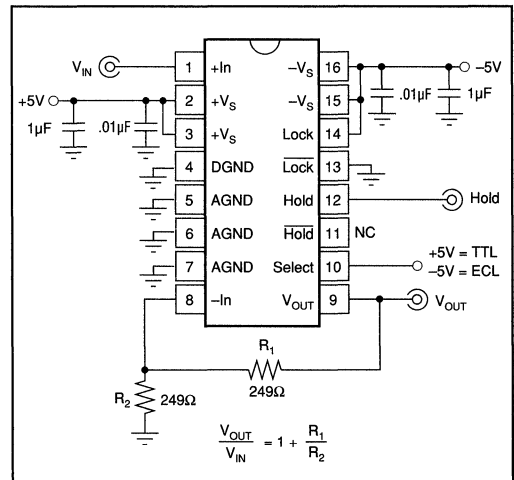 V_IN
1 +In
−V_S 16
−5V
+5V
2 +V_S
−V_S 15
.01µF
1µF
1µF
.01µF
3 +V_S
Lock 14
4 DGND
L̅o̅c̅k̅ 13
5 AGND
Hold 12
Hold
6 AGND
H̅o̅l̅d̅ 11 NC
7 AGND
Select 10
+5V = TTL
−5V = ECL
8 −In
V_OUT 9
V_OUT
R_1
249Ω
R_2 249Ω
V_OUT / V_IN = 1 + R_1 / R_2